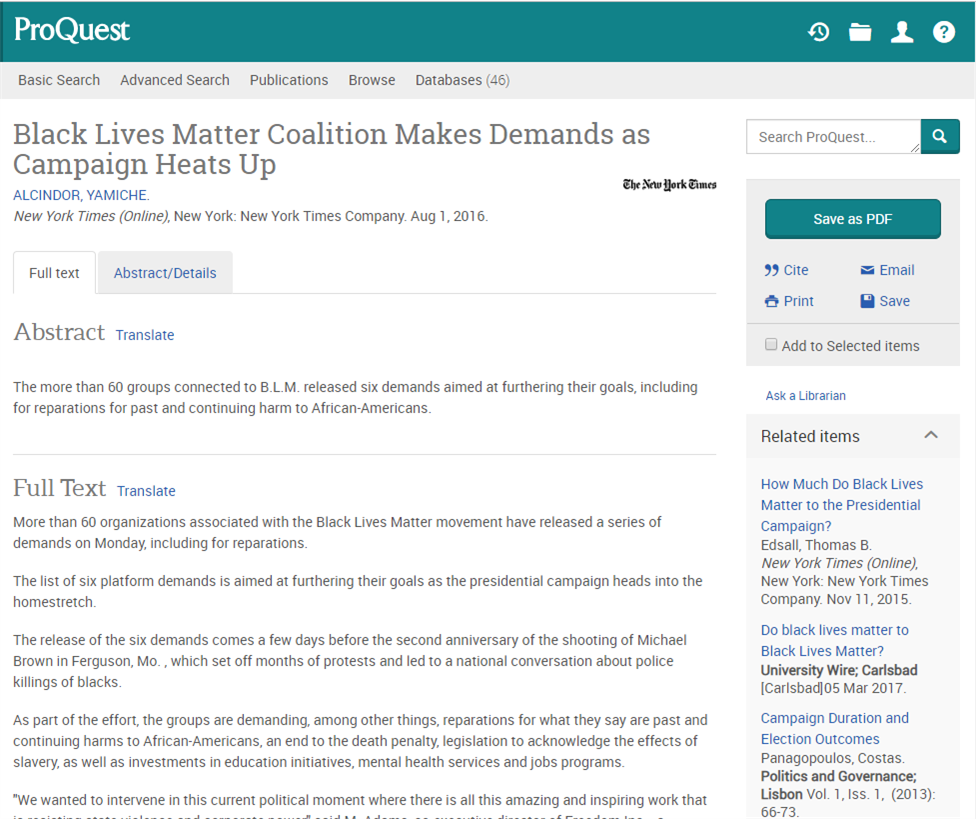 ProQuest
Basic Search Advanced Search Publications Browse Databases (46)
Black Lives Matter Coalition Makes Demands as
Campaign Heats Up
The New York Times
ALCINDOR, YAMICHE.
New York Times (Online), New York: New York Times Company. Aug 1, 2016.
Full text Abstract/Details
Abstract Translate
The more than 60 groups connected to B.L.M. released six demands aimed at furthering their goals, including
for reparations for past and continuing harm to African-Americans.
Full Text Translate
More than 60 organizations associated with the Black Lives Matter movement have released a series of
demands on Monday, including for reparations.
The list of six platform demands is aimed at furthering their goals as the presidential campaign heads into the
homestretch.
The release of the six demands comes a few days before the second anniversary of the shooting of Michael
Brown in Ferguson, Mo. , which set off months of protests and led to a national conversation about police
killings of blacks.
As part of the effort, the groups are demanding, among other things, reparations for what they say are past and
continuing harms to African-Americans, an end to the death penalty, legislation to acknowledge the effects of
slavery, as well as investments in education initiatives, mental health services and jobs programs.
"We wanted to intervene in this current political moment where there is all this amazing and inspiring work that
Search ProQuest...
Save as PDF
Cite Email
Print Save
Add to Selected items
Ask a Librarian
Related items
How Much Do Black Lives
Matter to the Presidential
Campaign?
Edsall, Thomas B.
New York Times (Online),
New York: New York Times
Company. Nov 11, 2015.
Do black lives matter to
Black Lives Matter?
University Wire; Carlsbad
[Carlsbad]05 Mar 2017.
Campaign Duration and
Election Outcomes
Panagopoulos, Costas.
Politics and Governance;
Lisbon Vol. 1, Iss. 1, (2013):
66-73.